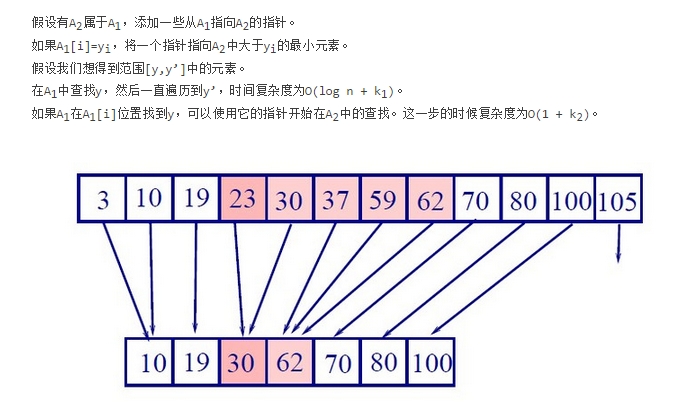 假设有A2属于A1，添加一些从A1指向A2的指针。
如果A1[i]=yi，将一个指针指向A2中大于yi的最小元素。
假设我们想得到范围[y,y’]中的元素。
在A1中查找y，然后一直遍历到y’，时间复杂度为O(log n + k1)。
如果A1在A1[i]位置找到y，可以使用它的指针开始在A2中的查找。这一步的时候复杂度为O(1 + k2)。
3 10 19 23 30 37 59 62 70 80 100 105
10 19 30 62 70 80 100